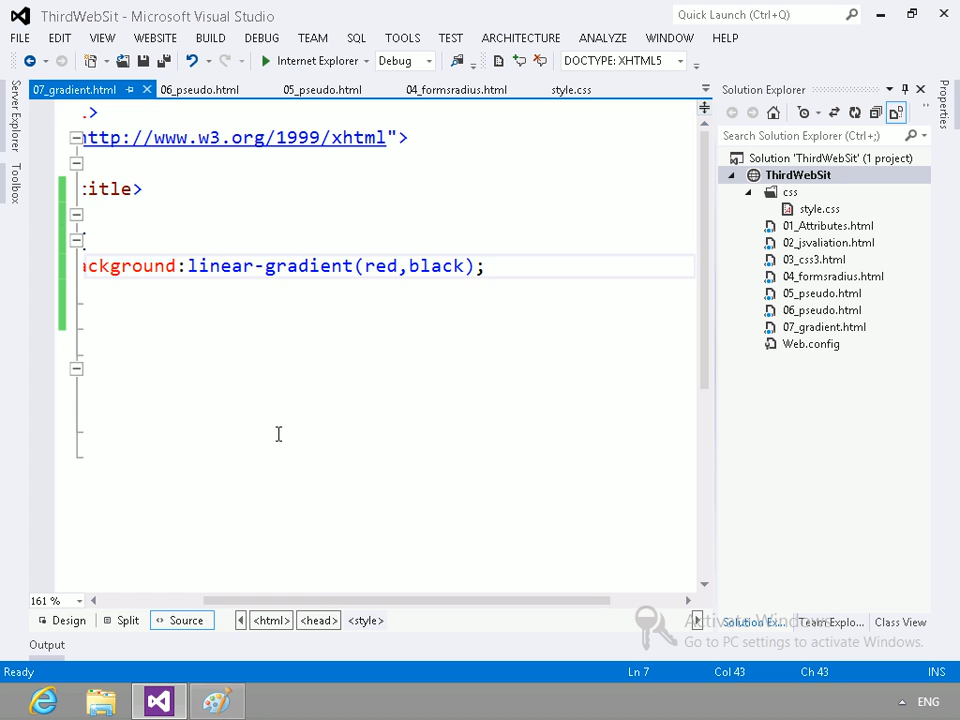 ThirdWebSit - Microsoft Visual Studio
Quick Launch (Ctrl+Q)
FILE EDIT VIEW WEBSITE BUILD DEBUG TEAM SQL TOOLS TEST ARCHITECTURE ANALYZE WINDOW HELP
Internet Explorer Debug DOCTYPE: XHTML5
07_gradient.html 06_pseudo.html 05_pseudo.html 04_formsradius.html style.css
Solution Explorer
Server Explorer
Toolbox
Properties
.>
ttp://www.w3.org/1999/xhtml">
title>
{
ackground:linear-gradient(red,black);
Search Solution Explorer (Ctrl+;)
Solution 'ThirdWebSit' (1 project)
ThirdWebSit
css
style.css
01_Attributes.html
02_jsvaliation.html
03_css3.html
04_formsradius.html
05_pseudo.html
06_pseudo.html
07_gradient.html
Web.config
161 %
Design Split Source <html> <head> <style>
Solution Ex... Team Explo... Class View
Activate Windows
Go to PC settings to activate Windows.
Output
Ready Ln 7 Col 43 Ch 43 INS
ENG